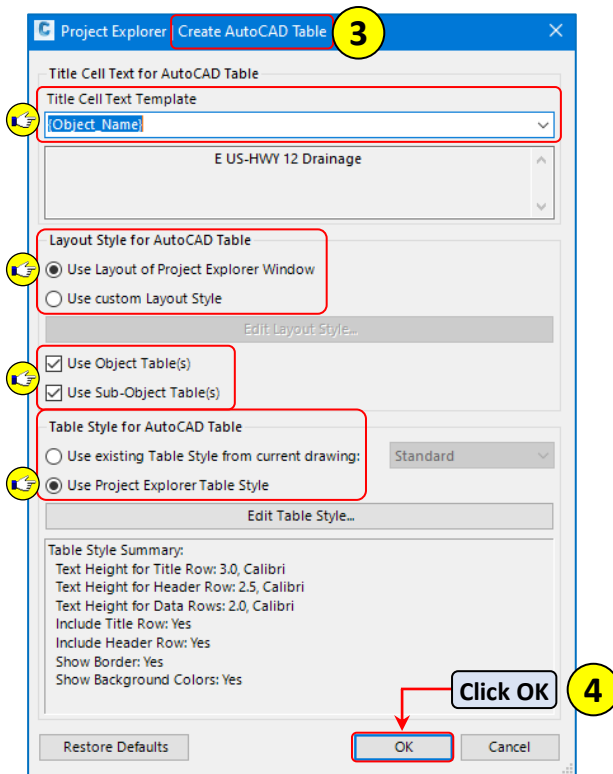 C Project Explorer | Create AutoCAD Table
3
Title Cell Text for AutoCAD Table
Title Cell Text Template
{Object_Name}
E US-HWY 12 Drainage
Layout Style for AutoCAD Table
Use Layout of Project Explorer Window
Use custom Layout Style
Edit Layout Style...
Use Object Table(s)
Use Sub-Object Table(s)
Table Style for AutoCAD Table
Use existing Table Style from current drawing: Standard
Use Project Explorer Table Style
Edit Table Style...
Table Style Summary:
Text Height for Title Row: 3.0, Calibri
Text Height for Header Row: 2.5, Calibri
Text Height for Data Rows: 2.0, Calibri
Include Title Row: Yes
Include Header Row: Yes
Show Border: Yes
Show Background Colors: Yes
Click OK 4
Restore Defaults OK Cancel